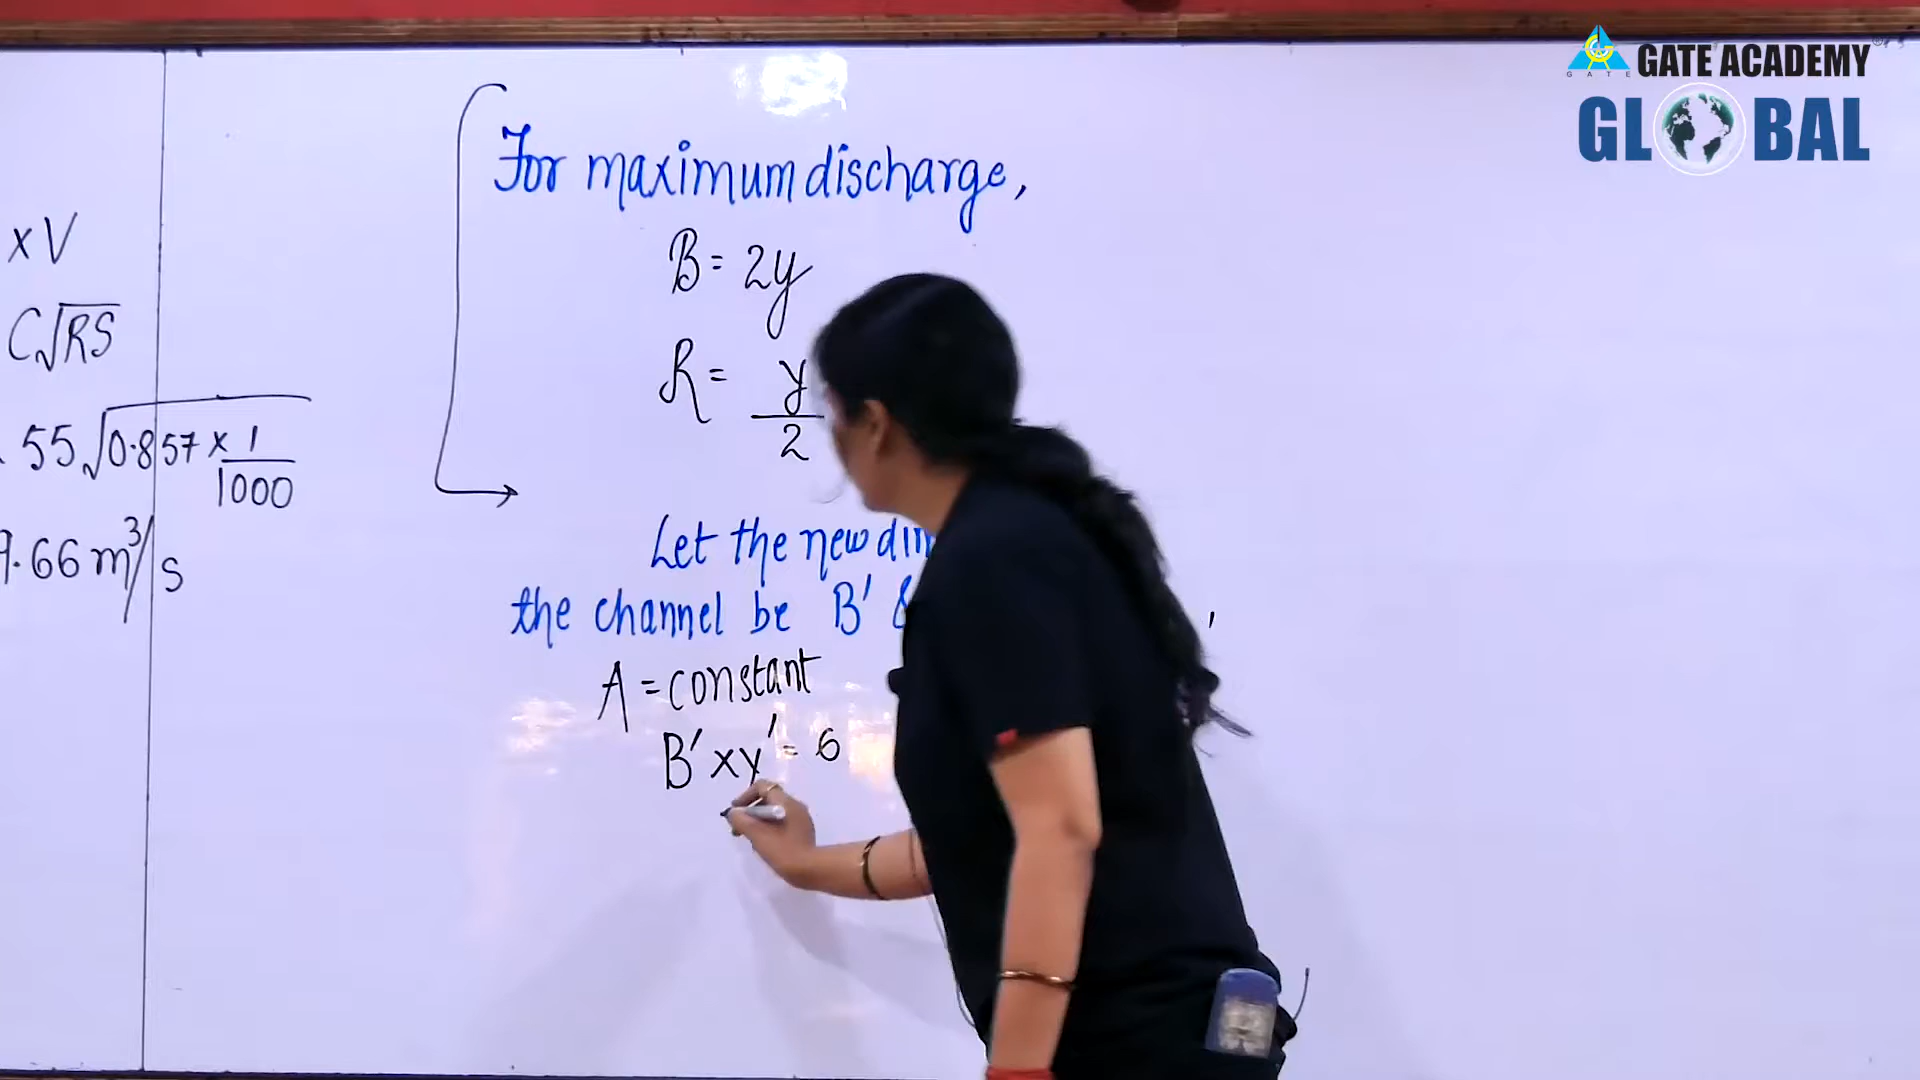 GATE ACADEMY
GATE
GLOBAL
x V
C√RS
55√0.857 x 1/1000
9.66 m³/s
For maximum discharge,
B = 2y
R = y/2
Let the new
the channel be B' &
A = constant
B' x y' = 6